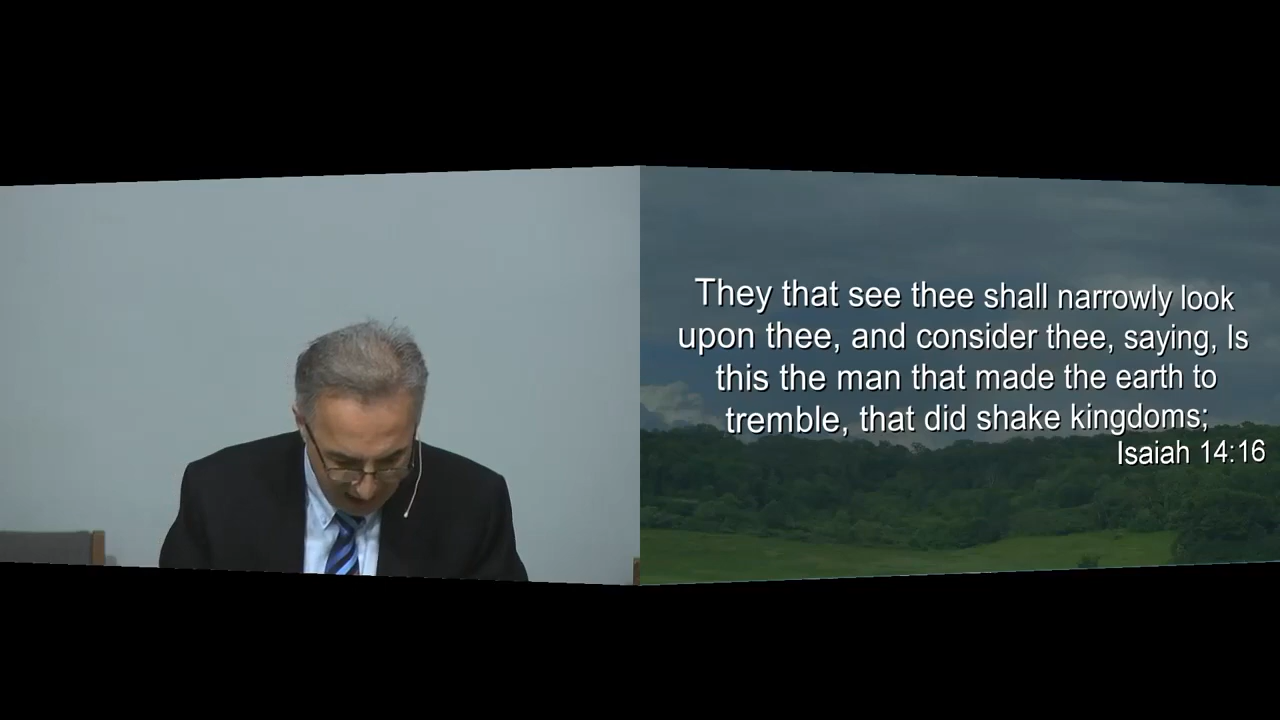 They that see thee shall narrowly look
upon thee, and consider thee, saying, Is
this the man that made the earth to
tremble, that did shake kingdoms;
Isaiah 14:16